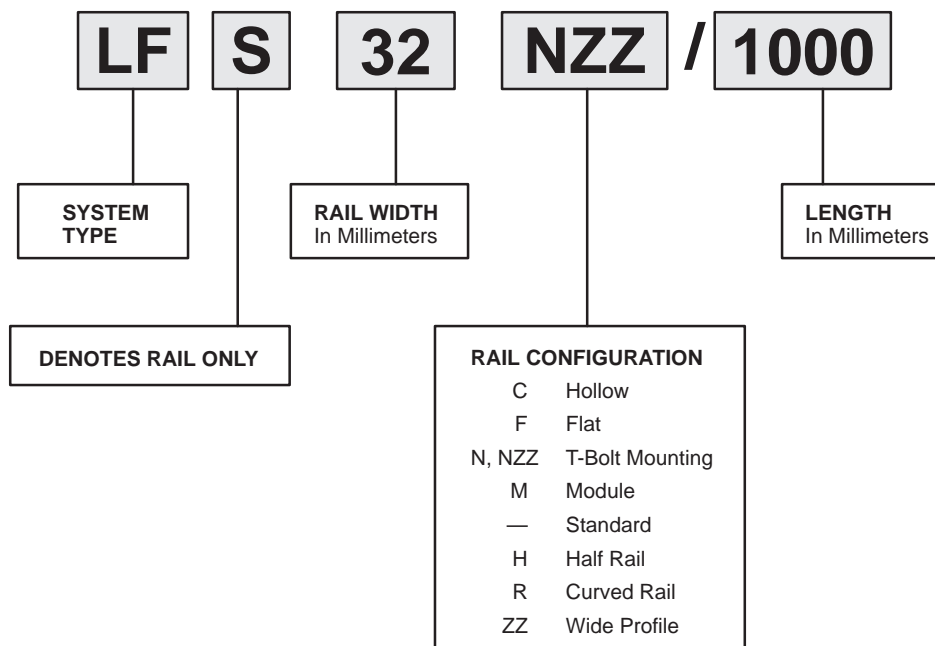 LF S 32 NZZ / 1000
SYSTEM
TYPE
RAIL WIDTH
In Millimeters
LENGTH
In Millimeters
DENOTES RAIL ONLY
RAIL CONFIGURATION
C Hollow
F Flat
N, NZZ T-Bolt Mounting
M Module
— Standard
H Half Rail
R Curved Rail
ZZ Wide Profile